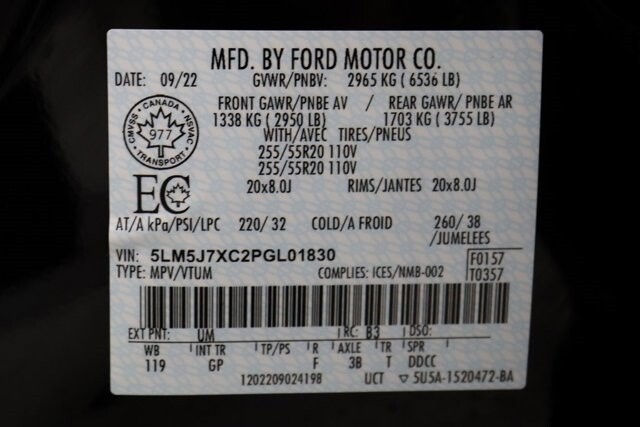 MFD. BY FORD MOTOR CO.
DATE: 09/22 GVWR/PNBV: 2965 KG ( 6536 LB)
FRONT GAWR/PNBE AV / REAR GAWR/ PNBE AR
1338 KG ( 2950 LB) 1703 KG ( 3755 LB)
WITH/AVEC TIRES/PNEUS
255/55R20 110V
255/55R20 110V
20x8.0J RIMS/JANTES 20x8.0J
CMVSS CANADA NSVAC
977
TRANSPORT
EC
AT/A kPa/PSI/LPC 220/ 32 COLD/A FROID 260/ 38
/JUMELEES
VIN: 5LM5J7XC2PGL01830 F0157
TYPE: MPV/VTUM COMPLIES: ICES/NMB-002 T0357
EXT PNT: UM RC: B3 DSO:
WB INT TR TP/PS R AXLE TR SPR
119 GP F 3B T DDCC
1202209024198 UCT ▽ 5U5A-1520472-BA